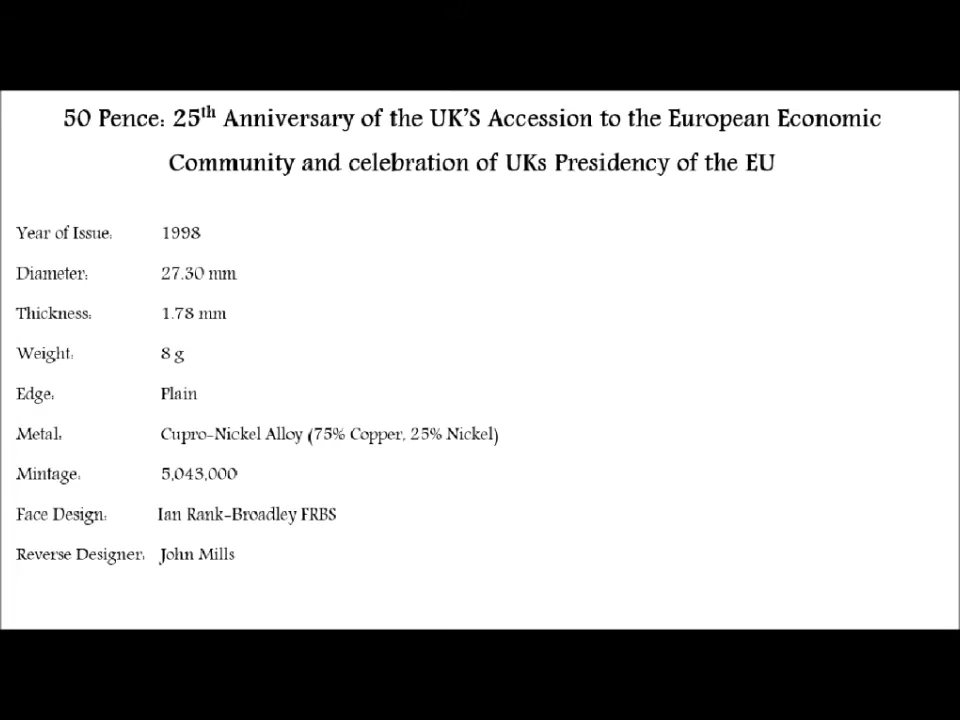 50 Pence: 25th Anniversary of the UK'S Accession to the European Economic
Community and celebration of UKs Presidency of the EU
Year of Issue: 1998
Diameter: 27.30 mm
Thickness: 1.78 mm
Weight: 8 g
Edge: Plain
Metal: Cupro-Nickel Alloy (75% Copper, 25% Nickel)
Mintage: 5,043,000
Face Design: Ian Rank-Broadley FRBS
Reverse Designer: John Mills